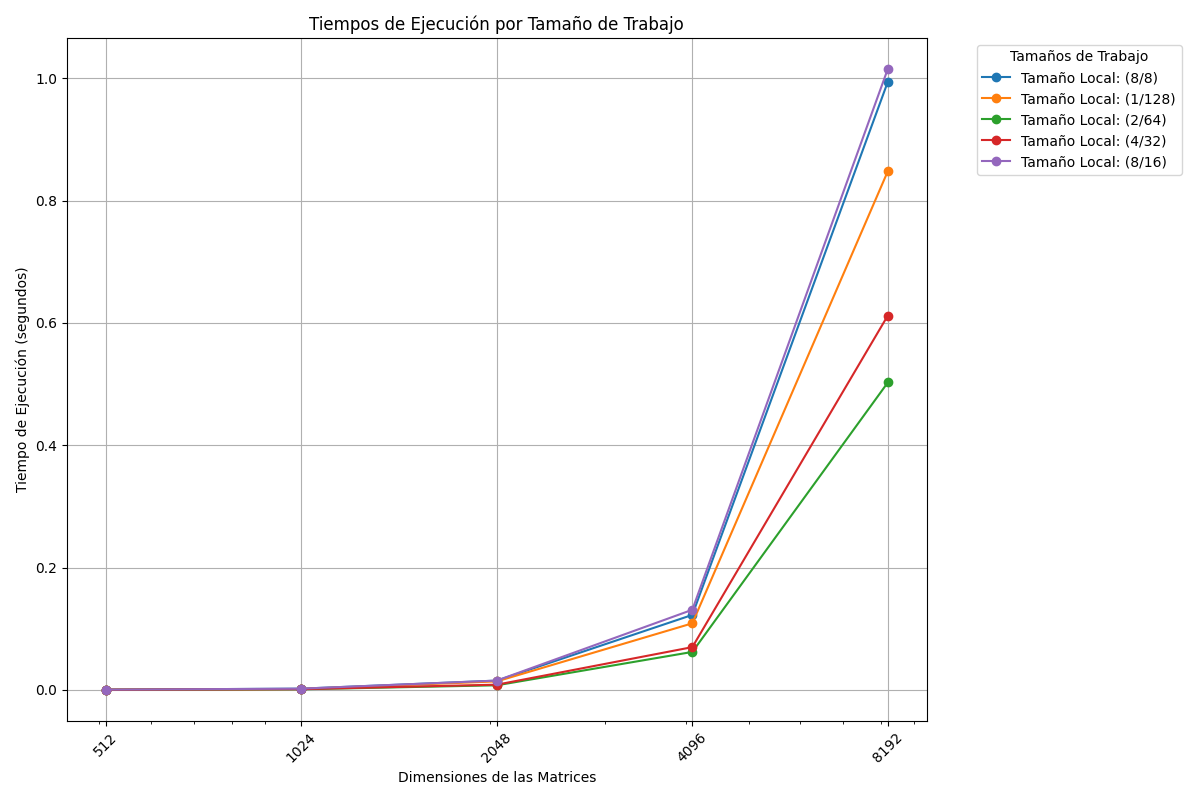 Tiempos de Ejecución por Tamaño de Trabajo
Tamaños de Trabajo
Tamaño Local: (8/8)
Tamaño Local: (1/128)
Tamaño Local: (2/64)
Tamaño Local: (4/32)
Tamaño Local: (8/16)
Tiempo de Ejecución (segundos)
1.0
0.8
0.6
0.4
0.2
0.0
512
1024
2048
4096
8192
Dimensiones de las Matrices